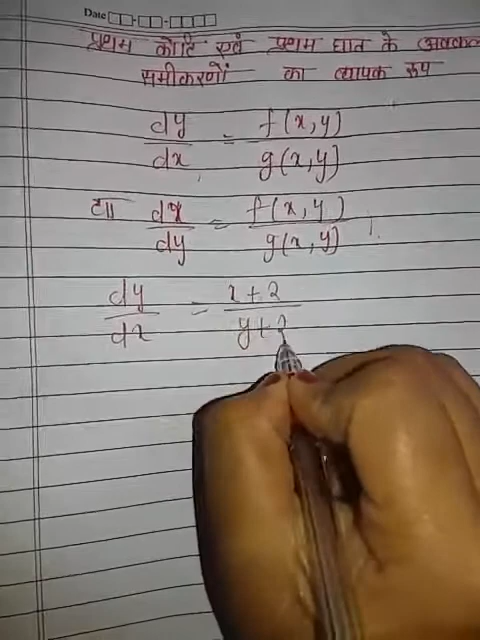 Date
प्रथम कोटि एवं प्रथम घात के अवकल
समीकरणों का व्यापक रूप
dy/dx = f(x,y)/g(x,y)
या dx/dy = f(x,y)/g(x,y) |.
dy/dx = x+2/y+2